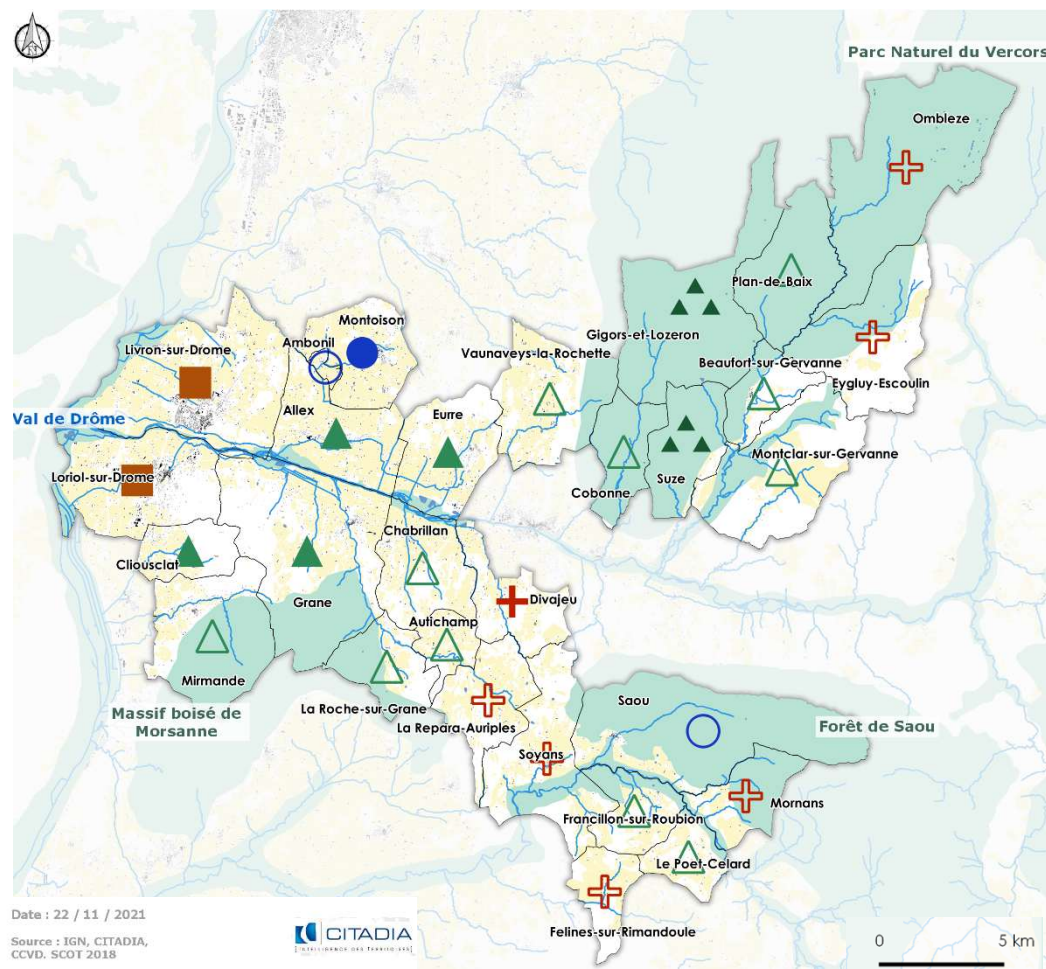 Parc Naturel du Vercors
Ombleze
Plan-de-Baix
Montoison
Ambonil
Livron-sur-Drome
Gigors-et-Lozeron
Vaunaveys-la-Rochette
Beaufort-sur-Gervanne
Eygluy-Escoulin
Allex
Eurre
Val de Drôme
Montclar-sur-Gervanne
Loriol-sur-Drome
Suze
Cobonne
Chabrillan
Cliousclat
Grane
Divajeu
Autichamp
Mirmande
Saou
La Roche-sur-Grane
Massif boisé de
Morsanne
La Repara-Auriples
Forêt de Saou
Soyans
Mornans
Francillon-sur-Roubion
Le Poet-Celard
Date : 22 / 11 / 2021
CITADIA
Felines-sur-Rimandoule
Source : IGN, CITADIA,
CCVD. SCOT 2018
0 5 km